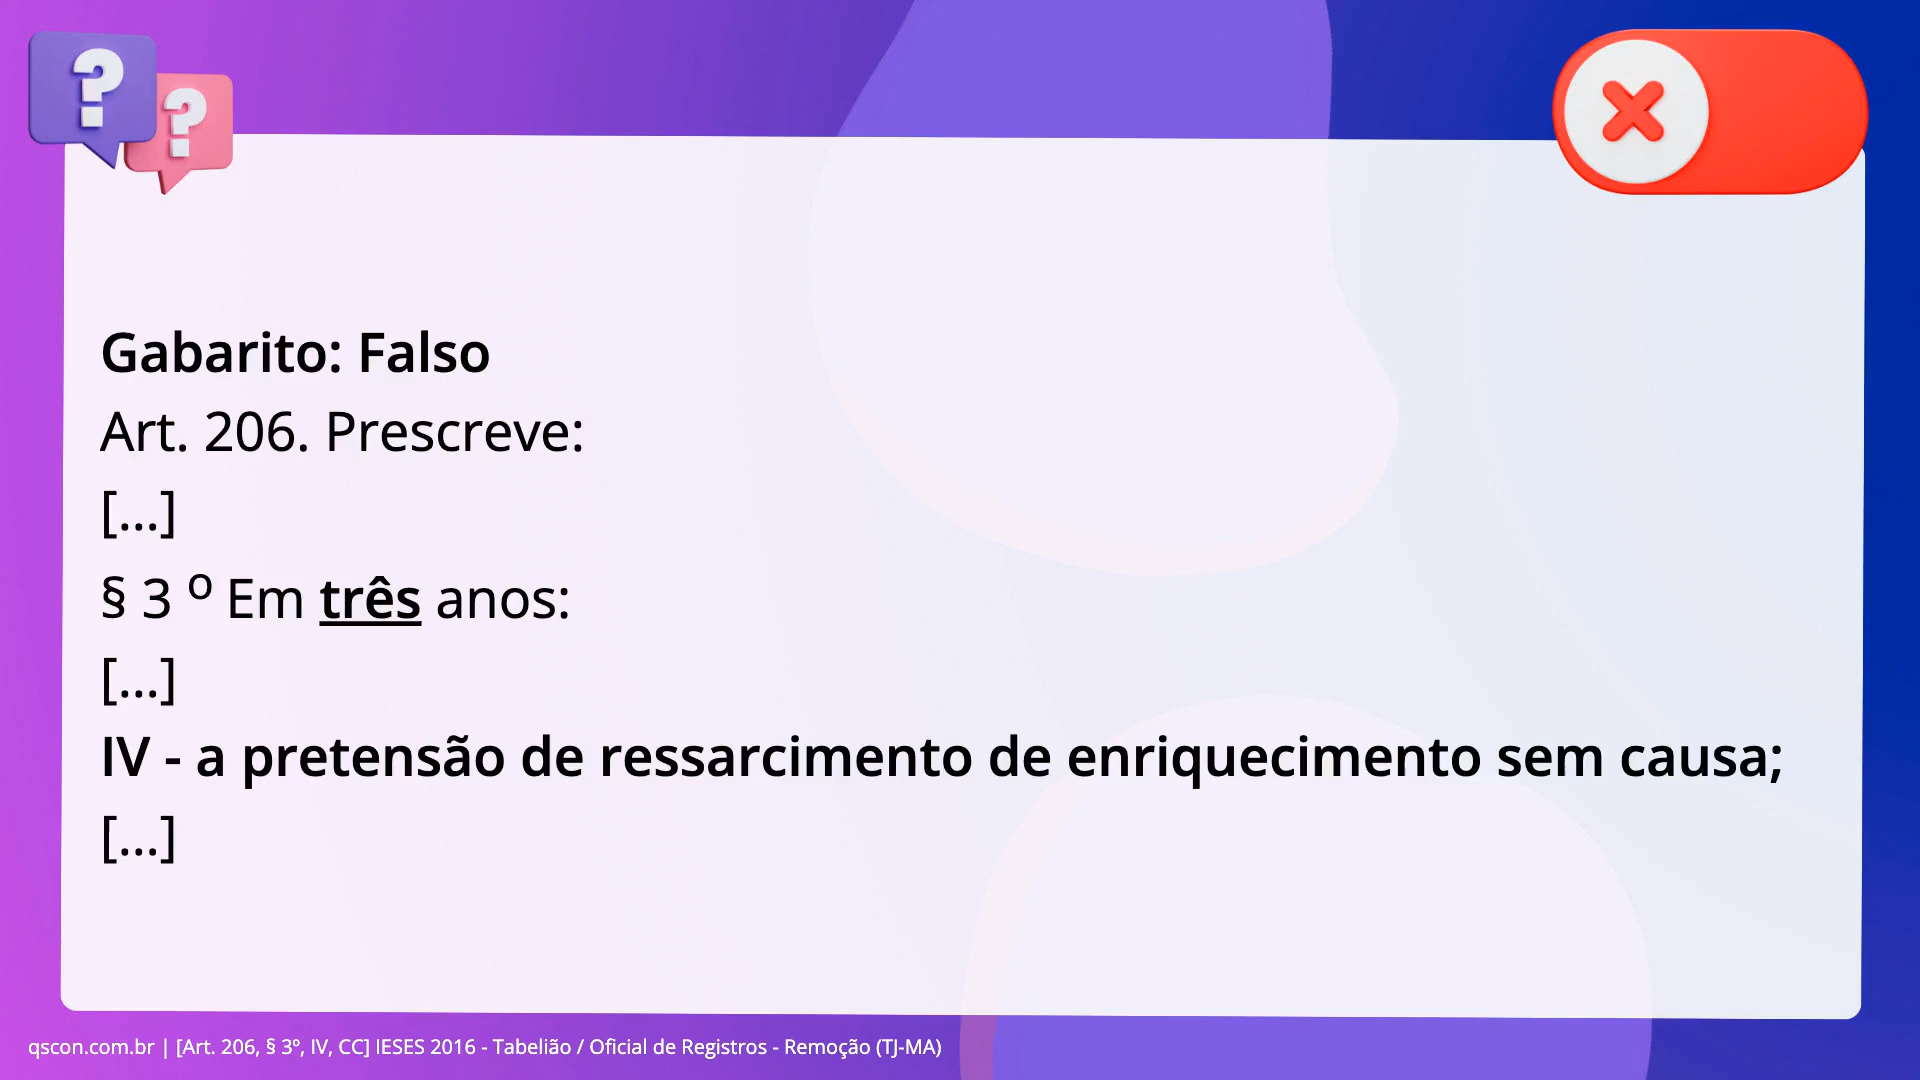 ? ?
Gabarito: Falso
Art. 206. Prescreve:
[...]
§ 3 º Em três anos:
[...]
IV - a pretensão de ressarcimento de enriquecimento sem causa;
[...]
qscon.com.br | [Art. 206, § 3º, IV, CC] IESES 2016 - Tabelião / Oficial de Registros - Remoção (TJ-MA)